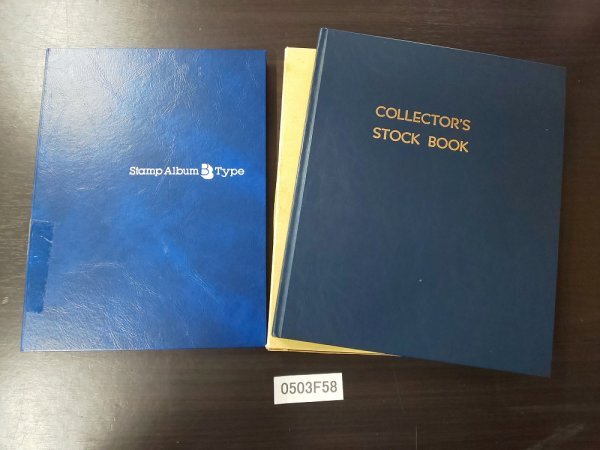 Stamp Album B Type
COLLECTOR'S
STOCK BOOK
0503F58